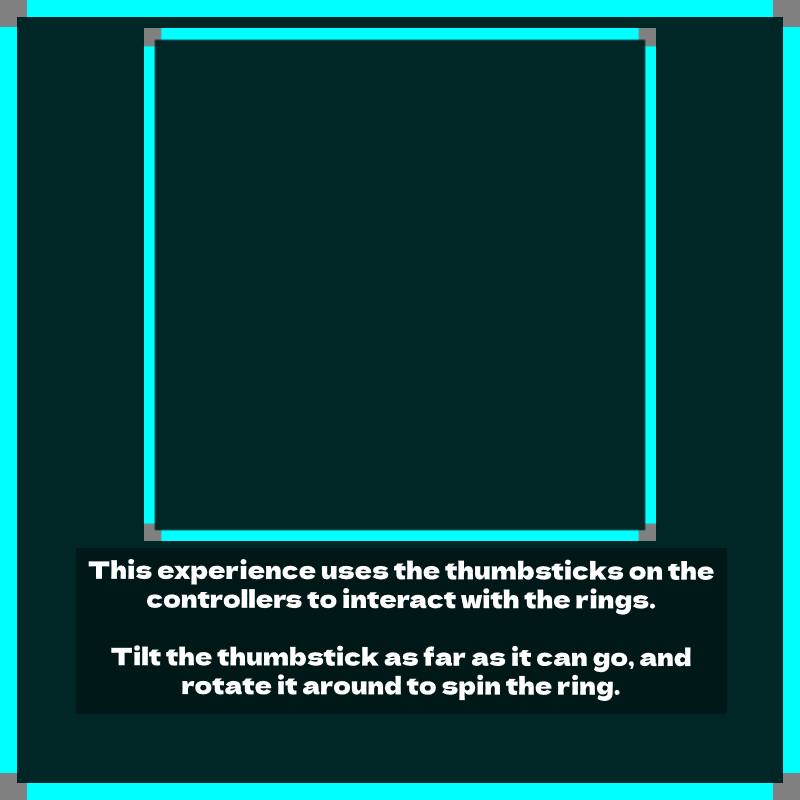 This experience uses the thumbsticks on the
controllers to interact with the rings.
Tilt the thumbstick as far as it can go, and
rotate it around to spin the ring.